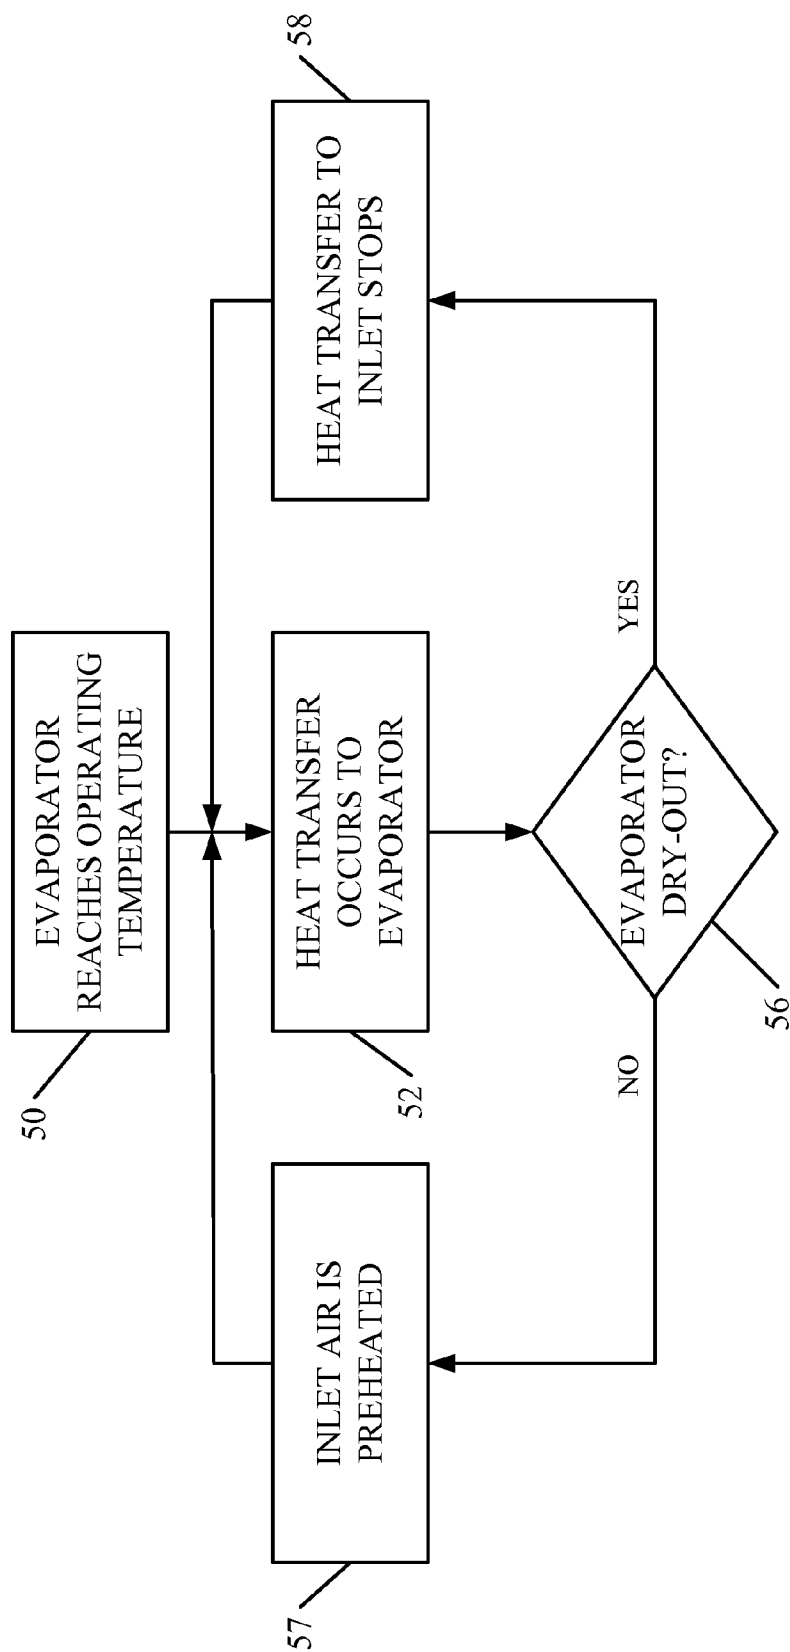 50
EVAPORATOR
REACHES OPERATING
TEMPERATURE
57
INLET AIR IS
PREHEATED
52
HEAT TRANSFER
OCCURS TO
EVAPORATOR
58
HEAT TRANSFER TO
INLET STOPS
NO
EVAPORATOR
DRY-OUT?
YES
56